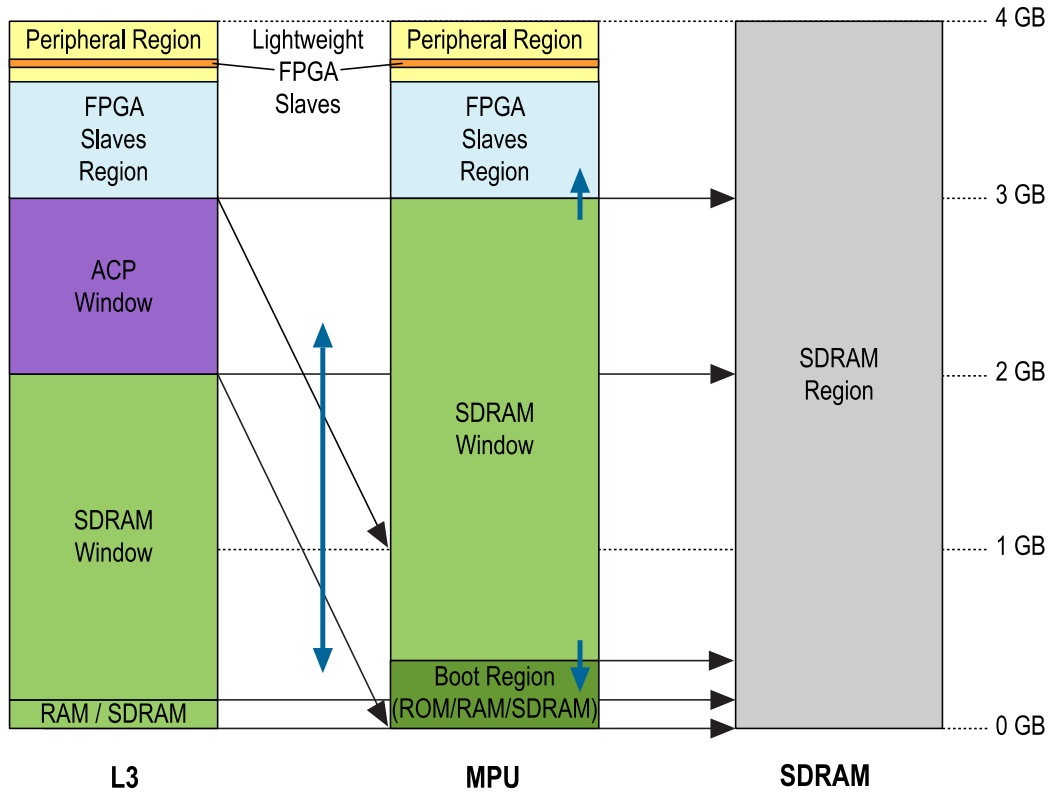 4 GB
Peripheral Region
Lightweight
FPGA
Slaves
Peripheral Region
FPGA
Slaves
Region
FPGA
Slaves
Region
3 GB
ACP
Window
SDRAM
Region
2 GB
SDRAM
Window
SDRAM
Window
1 GB
Boot Region
(ROM/RAM/SDRAM)
RAM / SDRAM
0 GB
L3
MPU
SDRAM